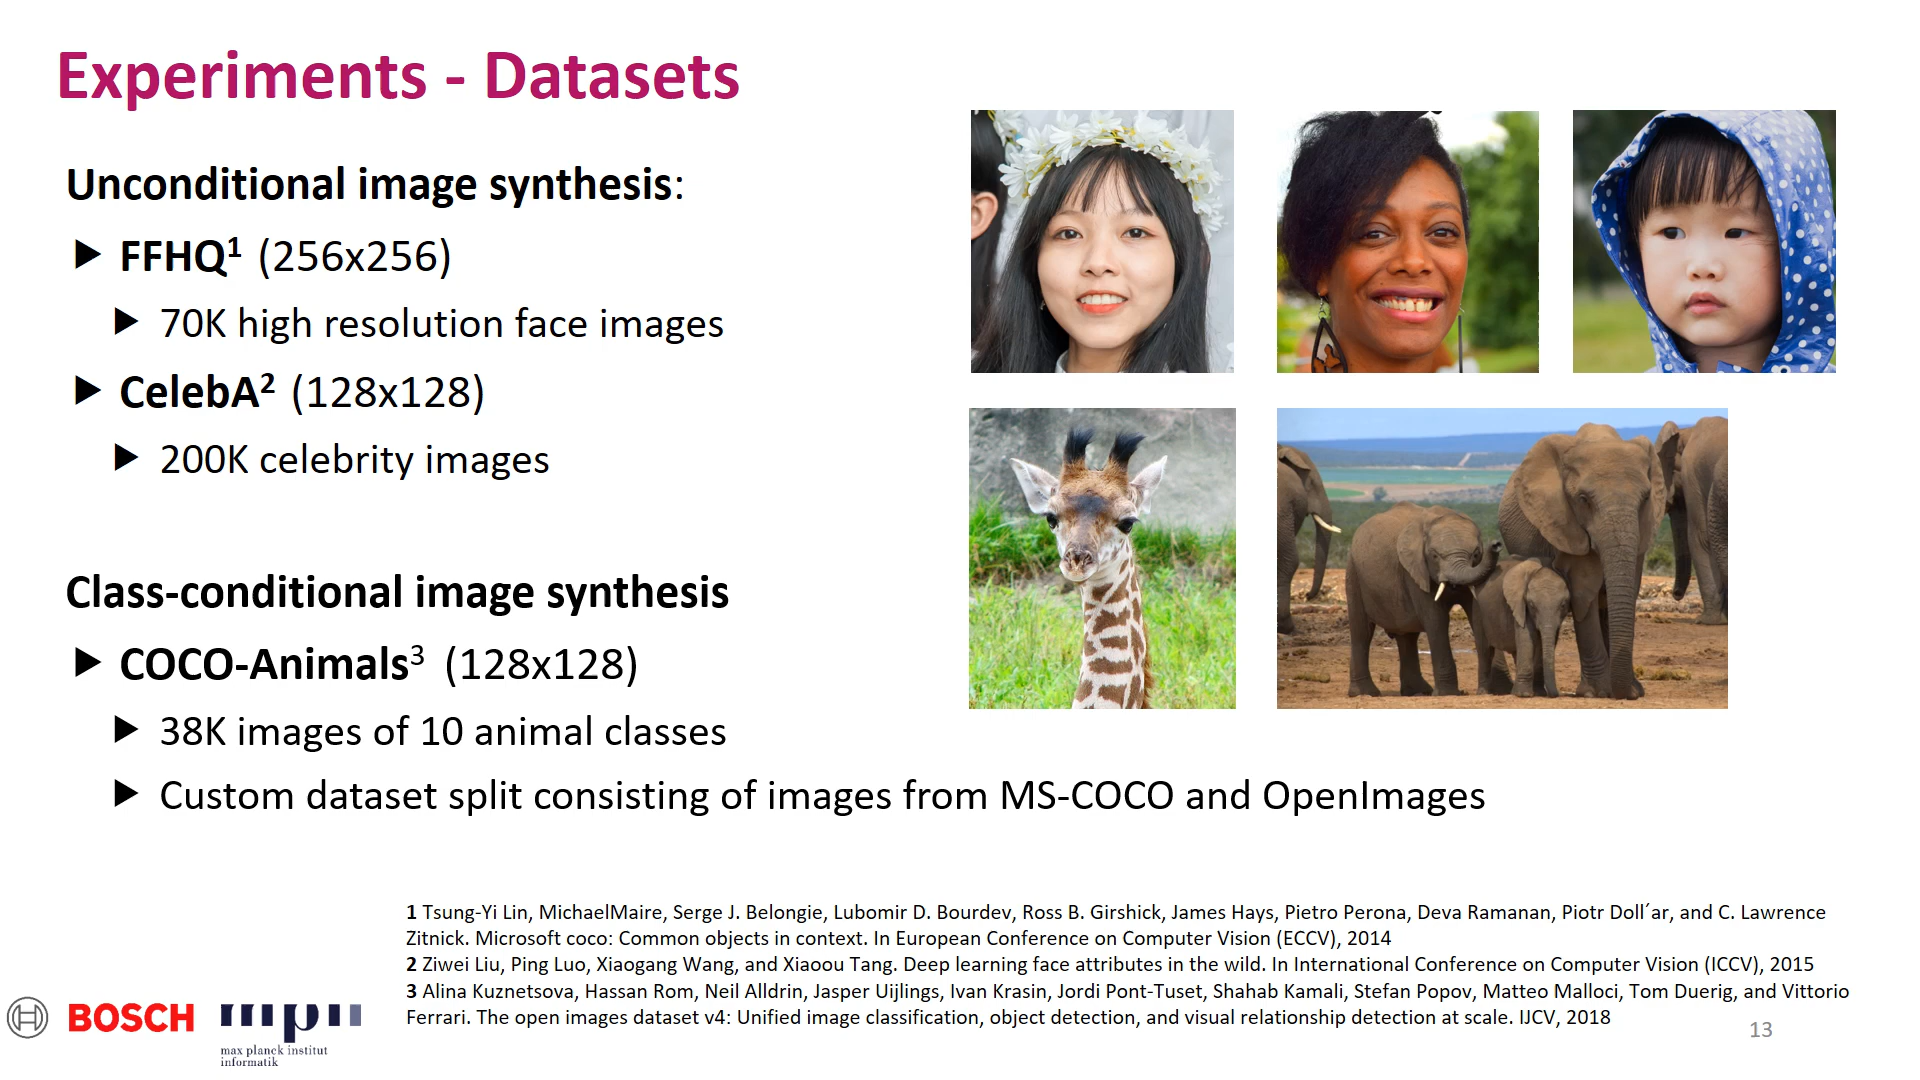 Experiments - Datasets
Unconditional image synthesis:
FFHQ¹ (256x256)
70K high resolution face images
CelebA² (128x128)
200K celebrity images
Class-conditional image synthesis
COCO-Animals³ (128x128)
38K images of 10 animal classes
Custom dataset split consisting of images from MS-COCO and OpenImages
1 Tsung-Yi Lin, MichaelMaire, Serge J. Belongie, Lubomir D. Bourdev, Ross B. Girshick, James Hays, Pietro Perona, Deva Ramanan, Piotr Doll´ar, and C. Lawrence
Zitnick. Microsoft coco: Common objects in context. In European Conference on Computer Vision (ECCV), 2014
2 Ziwei Liu, Ping Luo, Xiaogang Wang, and Xiaoou Tang. Deep learning face attributes in the wild. In International Conference on Computer Vision (ICCV), 2015
3 Alina Kuznetsova, Hassan Rom, Neil Alldrin, Jasper Uijlings, Ivan Krasin, Jordi Pont-Tuset, Shahab Kamali, Stefan Popov, Matteo Malloci, Tom Duerig, and Vittorio
Ferrari. The open images dataset v4: Unified image classification, object detection, and visual relationship detection at scale. IJCV, 2018
BOSCH
mpii
max planck institut
informatik
13